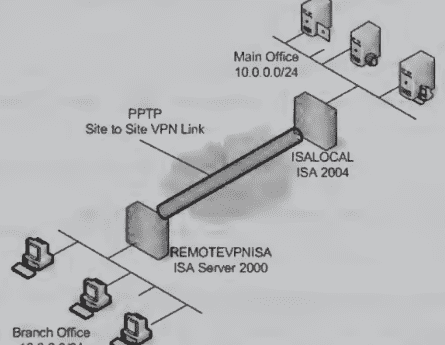 Main Office
10.0.0.0/24
PPTP
Site to Site VPN Link
ISALOCAL
ISA 2004
REMOTEVPNISA
ISA Server 2000
Branch Office